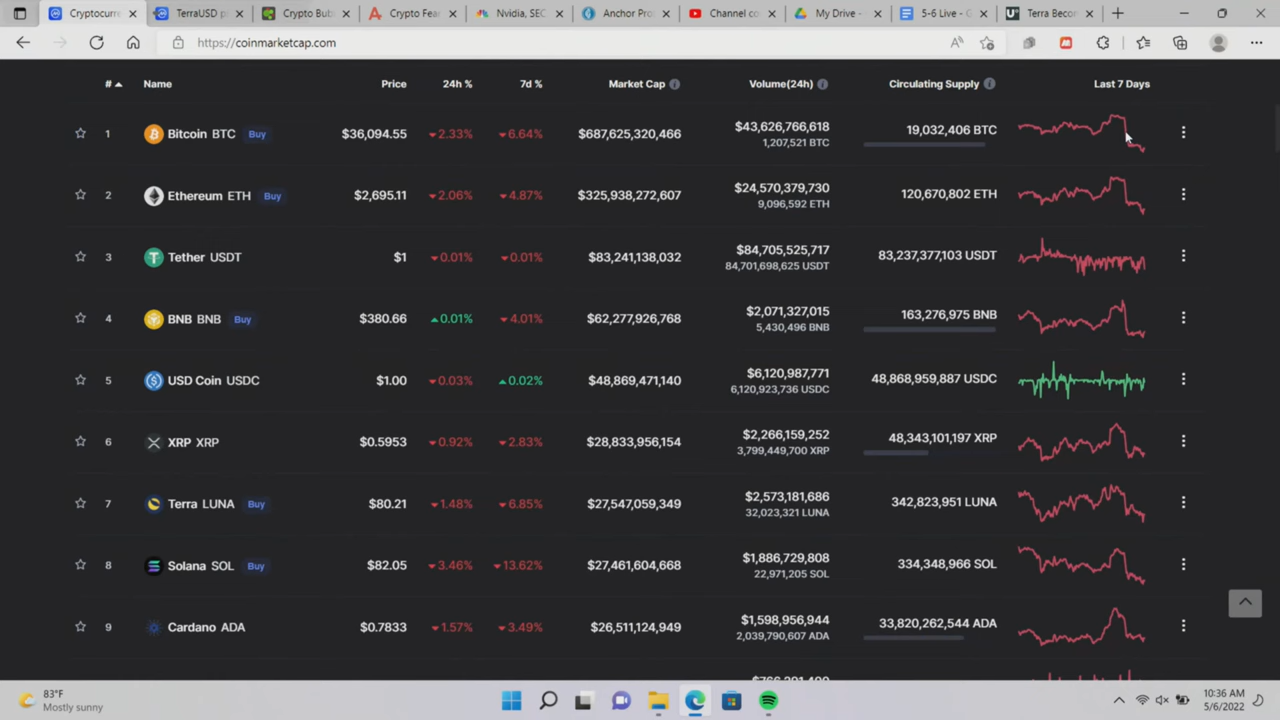 Cryptocurre
TerraUSD p
Crypto Bub
Crypto Fear
Nvidia, SEC
Anchor Pro
Channel co
My Drive -
5-6 Live - G
Terra Becon
https://coinmarketcap.com
# Name Price 24h % 7d % Market Cap Volume(24h) Circulating Supply Last 7 Days
1 Bitcoin BTC Buy $36,094.55 2.33% 6.64% $687,625,320,466 $43,626,766,618 19,032,406 BTC
1,207,521 BTC
2 Ethereum ETH Buy $2,695.11 2.06% 4.87% $325,938,272,607 $24,570,379,730 120,670,802 ETH
9,096,592 ETH
3 Tether USDT $1 0.01% 0.01% $83,241,138,032 $84,705,525,717 83,237,377,103 USDT
84,701,698,625 USDT
4 BNB BNB Buy $380.66 0.01% 4.01% $62,277,926,768 $2,071,327,015 163,276,975 BNB
5,430,496 BNB
5 USD Coin USDC $1.00 0.03% 0.02% $48,869,471,140 $6,120,987,771 48,868,959,887 USDC
6,120,923,736 USDC
6 XRP XRP $0.5953 0.92% 2.83% $28,833,956,154 $2,266,159,252 48,343,101,197 XRP
3,799,449,700 XRP
7 Terra LUNA Buy $80.21 1.48% 6.85% $27,547,059,349 $2,573,181,686 342,823,951 LUNA
32,023,321 LUNA
8 Solana SOL Buy $82.05 3.46% 13.62% $27,461,604,668 $1,886,729,808 334,348,966 SOL
22,971,205 SOL
9 Cardano ADA $0.7833 1.57% 3.49% $26,511,124,949 $1,598,956,944 33,820,262,544 ADA
2,039,790,607 ADA
83°F
Mostly sunny
10:36 AM
5/6/2022